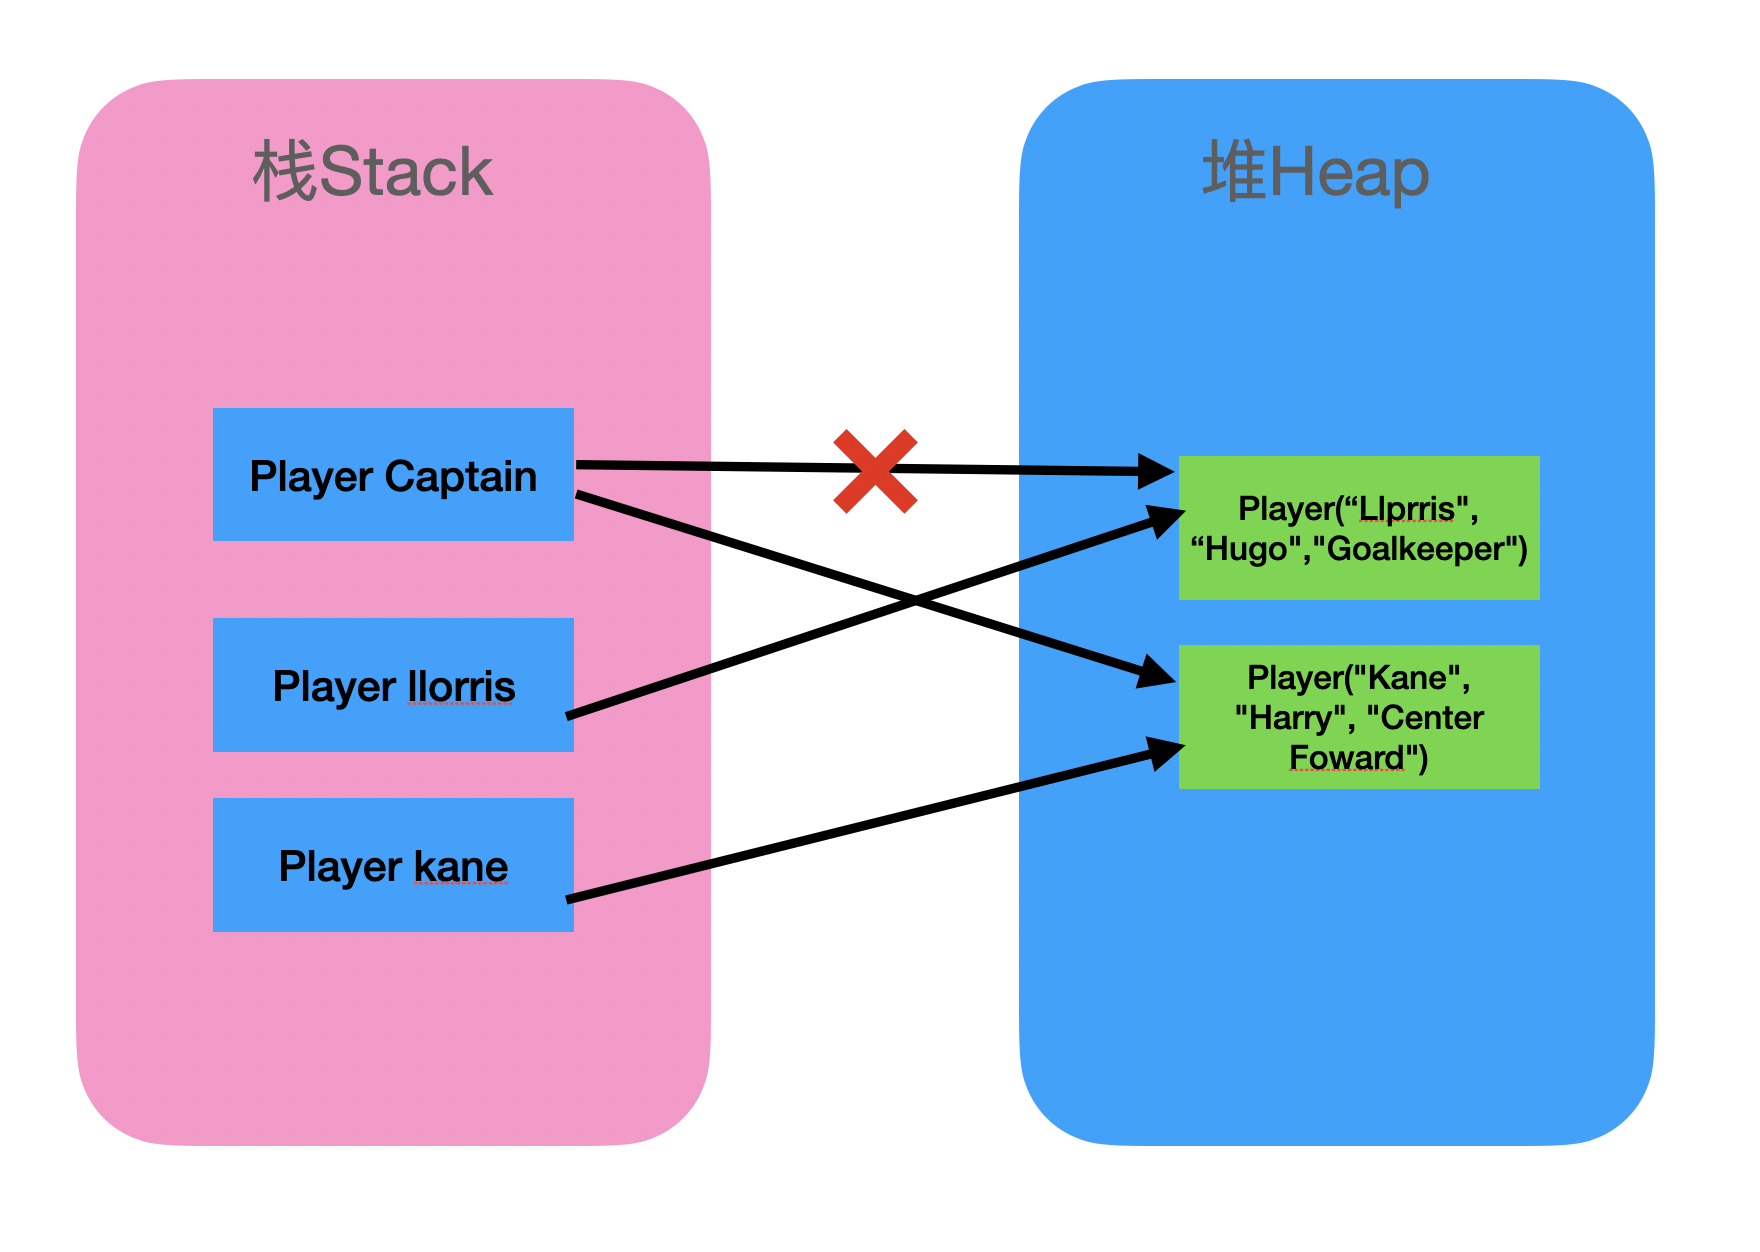 栈Stack
堆Heap
Player Captain
Player llorris
Player kane
Player(“Llprris",
“Hugo","Goalkeeper")
Player("Kane",
"Harry", "Center
Foward")